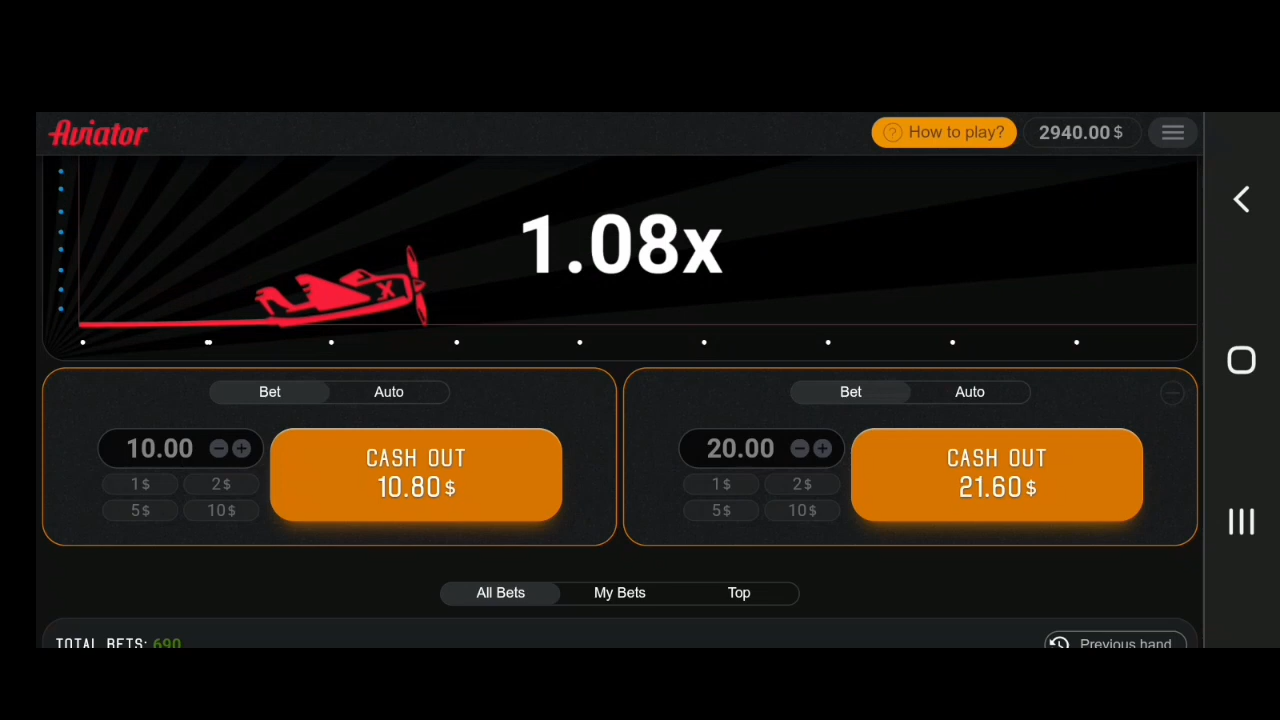 Aviator
? How to play?
2940.00 $
1.08x
X
Bet Auto
10.00 − +
1$ 2$
5$ 10$
CASH OUT
10.80 $
Bet Auto
20.00 − +
1$ 2$
5$ 10$
CASH OUT
21.60 $
All Bets My Bets Top
TOTAL BETS: 690
Previous hand